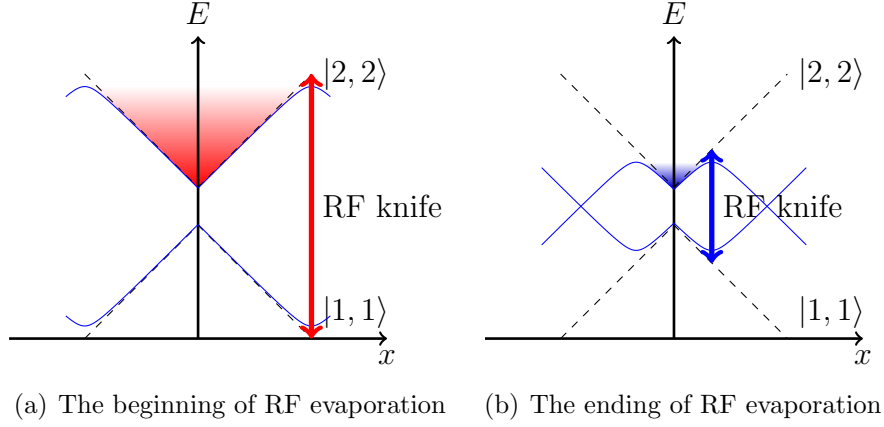 E
|2, 2⟩
RF knife
|1, 1⟩
x
(a) The beginning of RF evaporation
E
|2, 2⟩
RF knife
|1, 1⟩
x
(b) The ending of RF evaporation